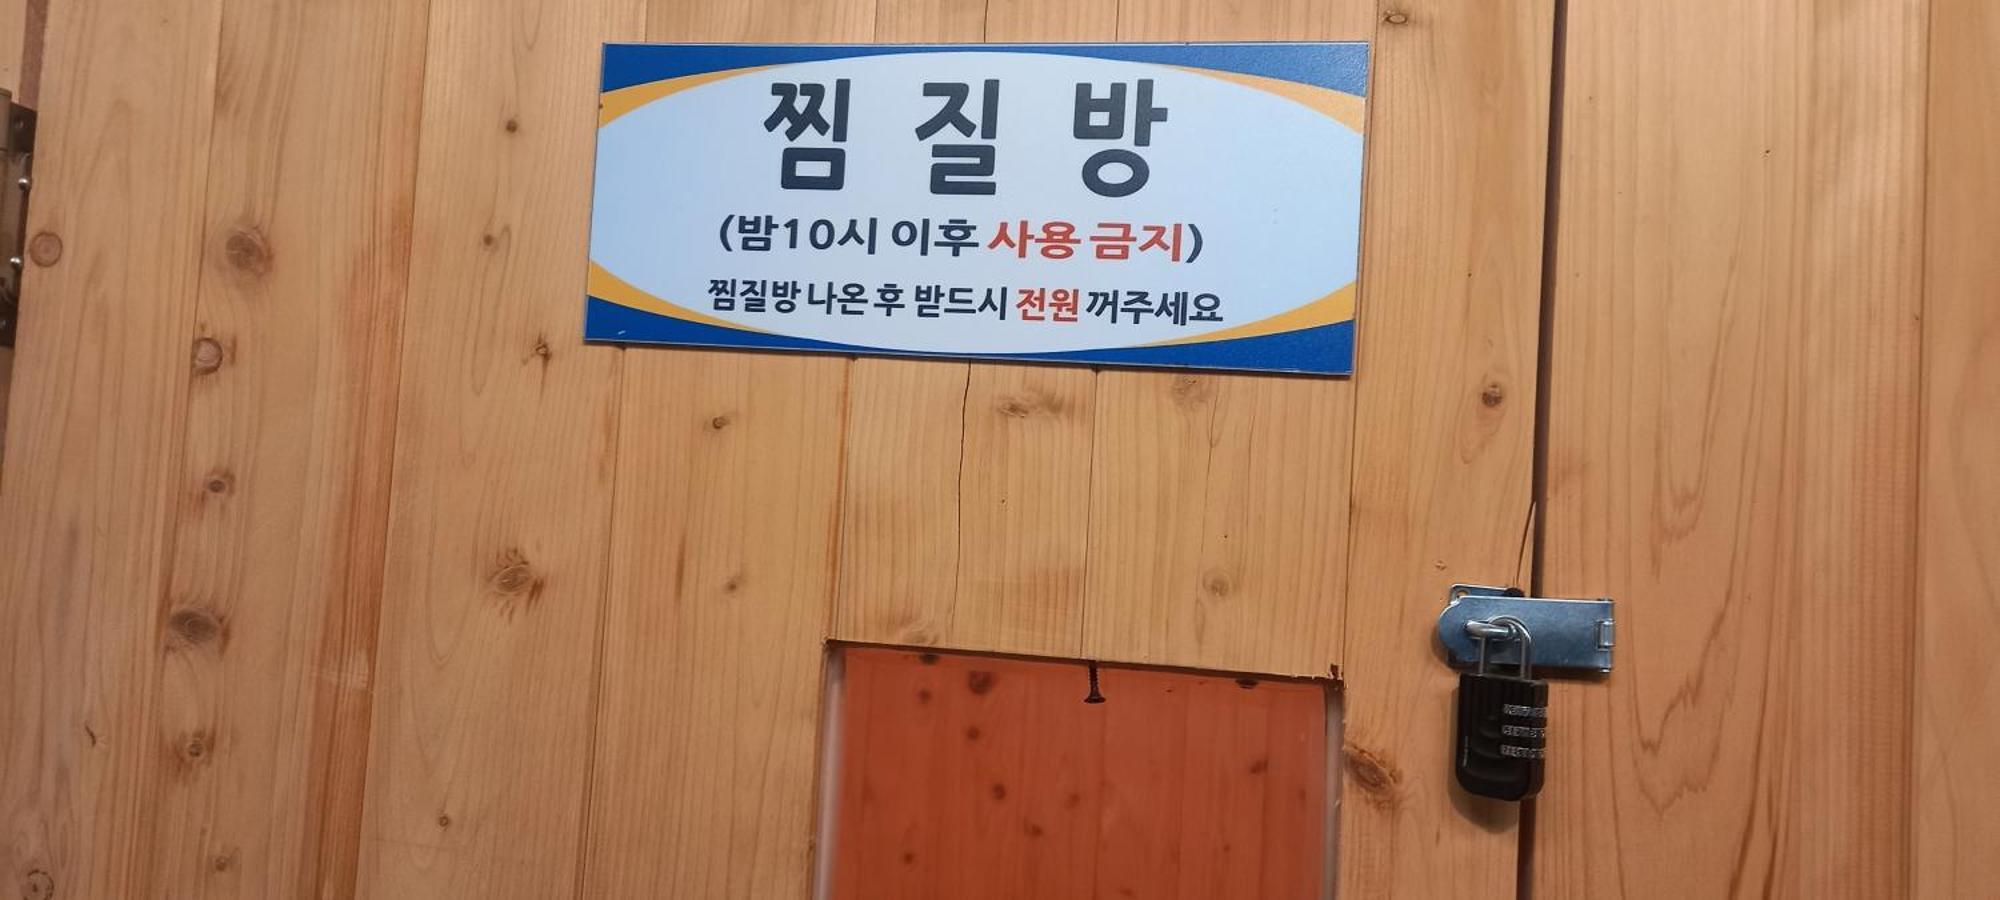 찜 질 방
(밤10시 이후 사용 금지)
찜질방 나온 후 받드시 전원 꺼주세요